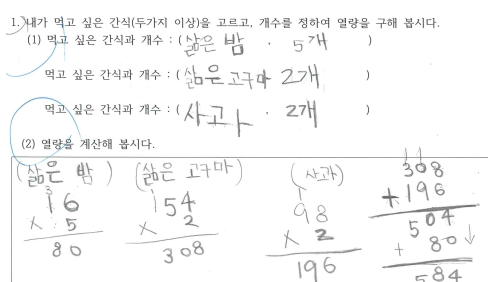 1. 내가 먹고 싶은 간식(두가지 이상)을 고르고, 개수를 정하여 열량을 구해 봅시다.
(1) 먹고 싶은 간식과 개수 : ( 삶은 밤 . 5개 )
먹고 싶은 간식과 개수 : ( 삶은 고구마 2개 )
먹고 싶은 간식과 개수 : ( 사과 . 2개 )
(2) 열량을 계산해 봅시다.
(삶은 밤)
3
16
× 5
80
(삶은 고구마)
1
154
× 2
308
(사과)
1
98
× 2
196
1 1
308
+196
504
+ 80
584